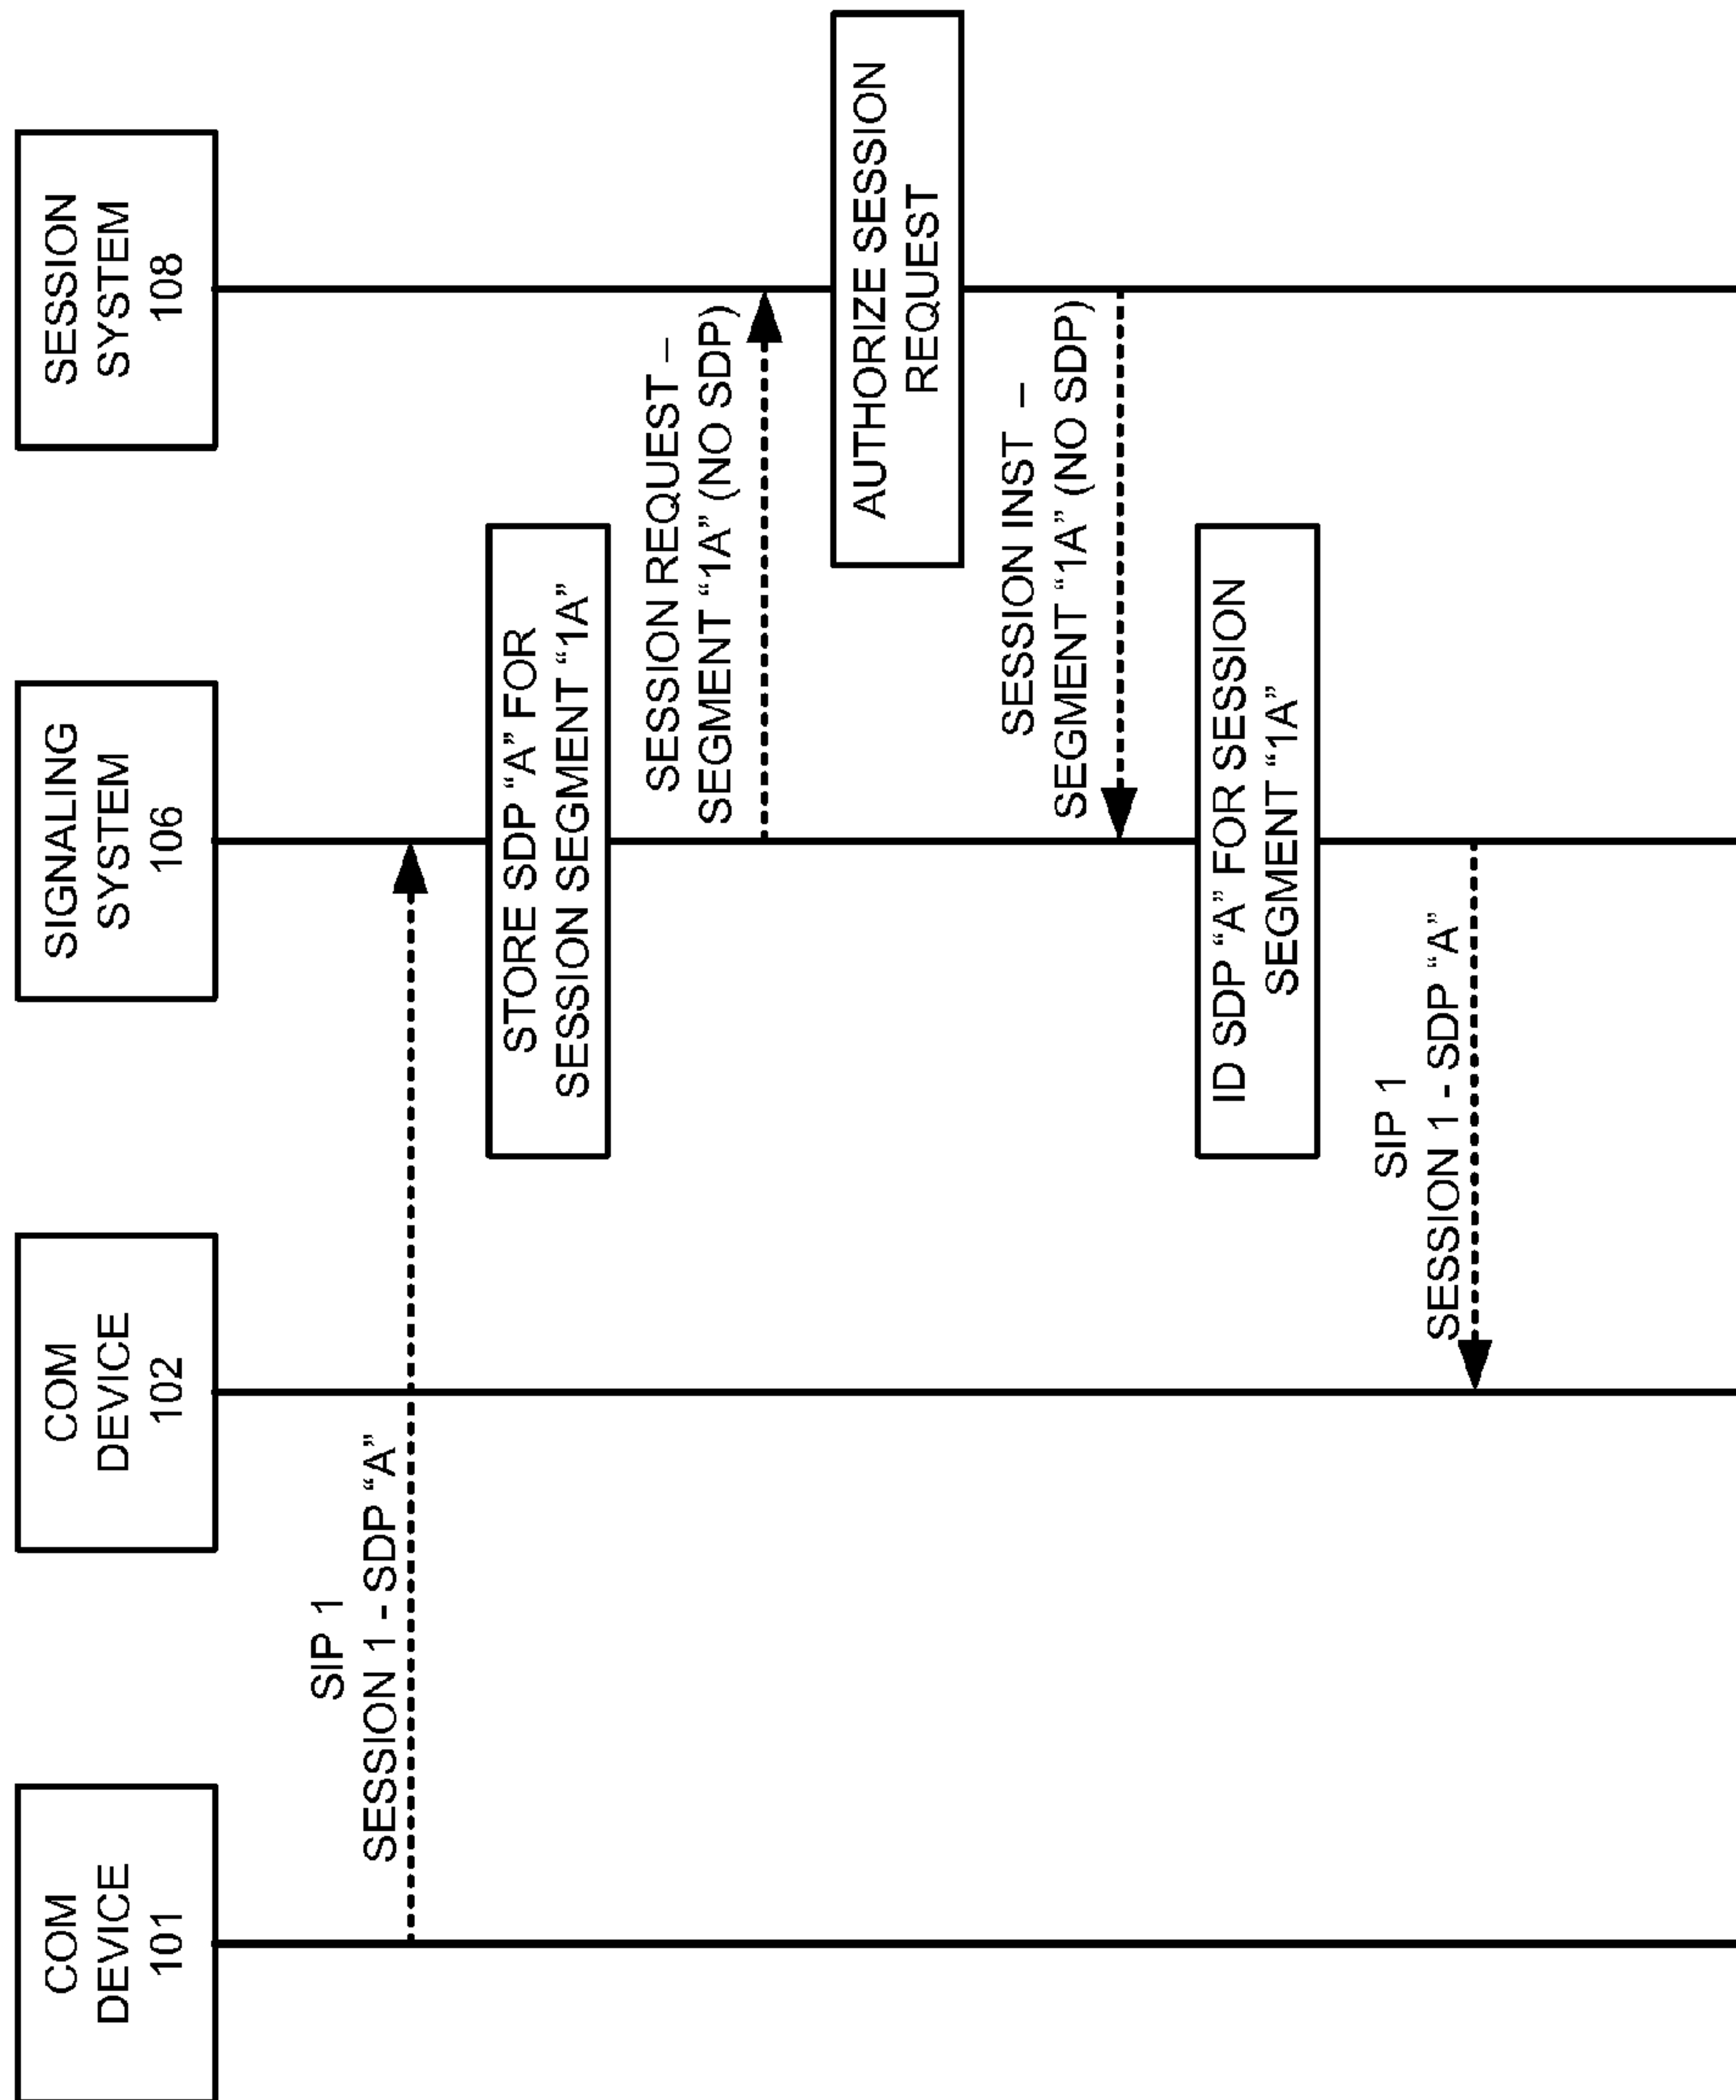 COM
DEVICE
101
COM
DEVICE
102
SIGNALING
SYSTEM
106
SESSION
SYSTEM
108
SIP 1
SESSION 1 - SDP “A”
STORE SDP “A” FOR
SESSION SEGMENT “1A”
SESSION REQUEST –
SEGMENT “1A” (NO SDP)
AUTHORIZE SESSION
REQUEST
SESSION INST –
SEGMENT “1A” (NO SDP)
ID SDP “A” FOR SESSION
SEGMENT “1A”
SIP 1
SESSION 1 - SDP “A”